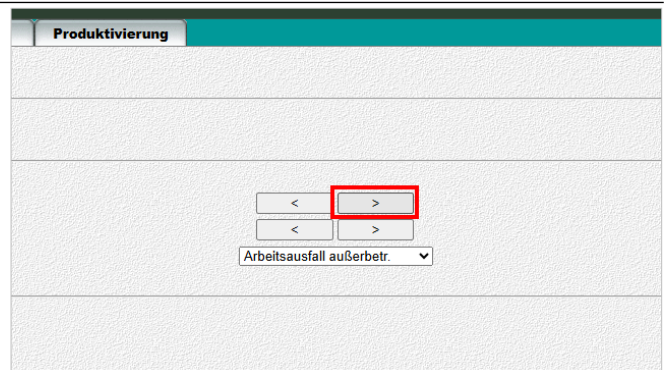 Produktivierung
< >
< >
Arbeitsausfall außerbetr.